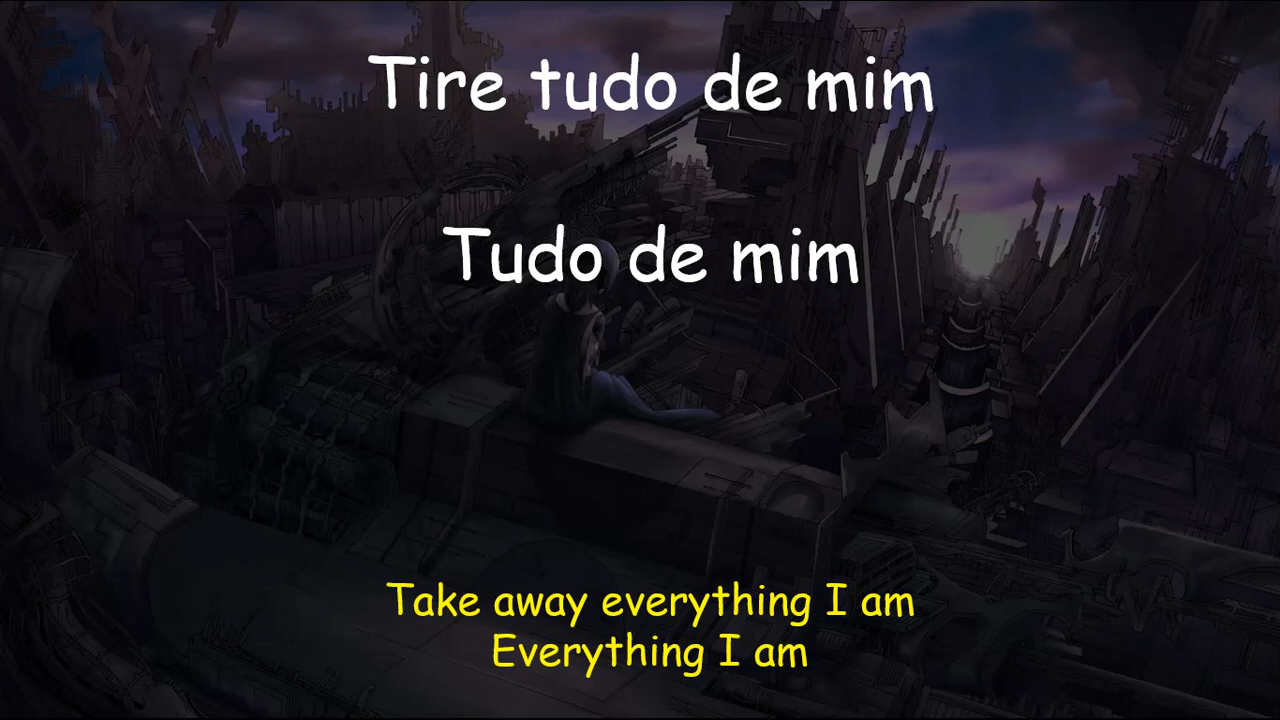 Tire tudo de mim
Tudo de mim
Take away everything I am
Everything I am